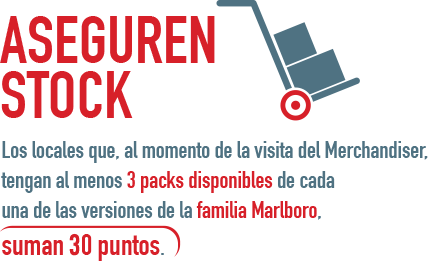 ASEGUREN
STOCK
Los locales que, al momento de la visita del Merchandiser,
tengan al menos 3 packs disponibles de cada
una de las versiones de la familia Marlboro,
suman 30 puntos.